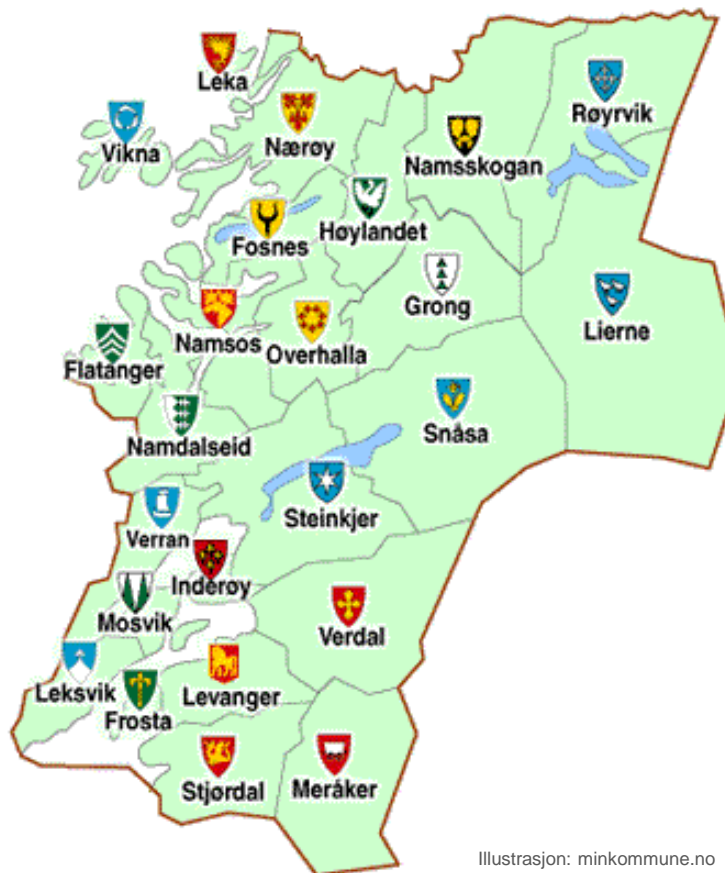 Leka
Vikna
Nærøy
Røyrvik
Namsskogan
Fosnes
Høylandet
Grong
Lierne
Namsos
Overhalla
Flatanger
Snåsa
Namdalseid
Steinkjer
Verran
Inderøy
Mosvik
Verdal
Leksvik
Frosta
Levanger
Stjørdal
Meråker
Illustrasjon: minkommune.no